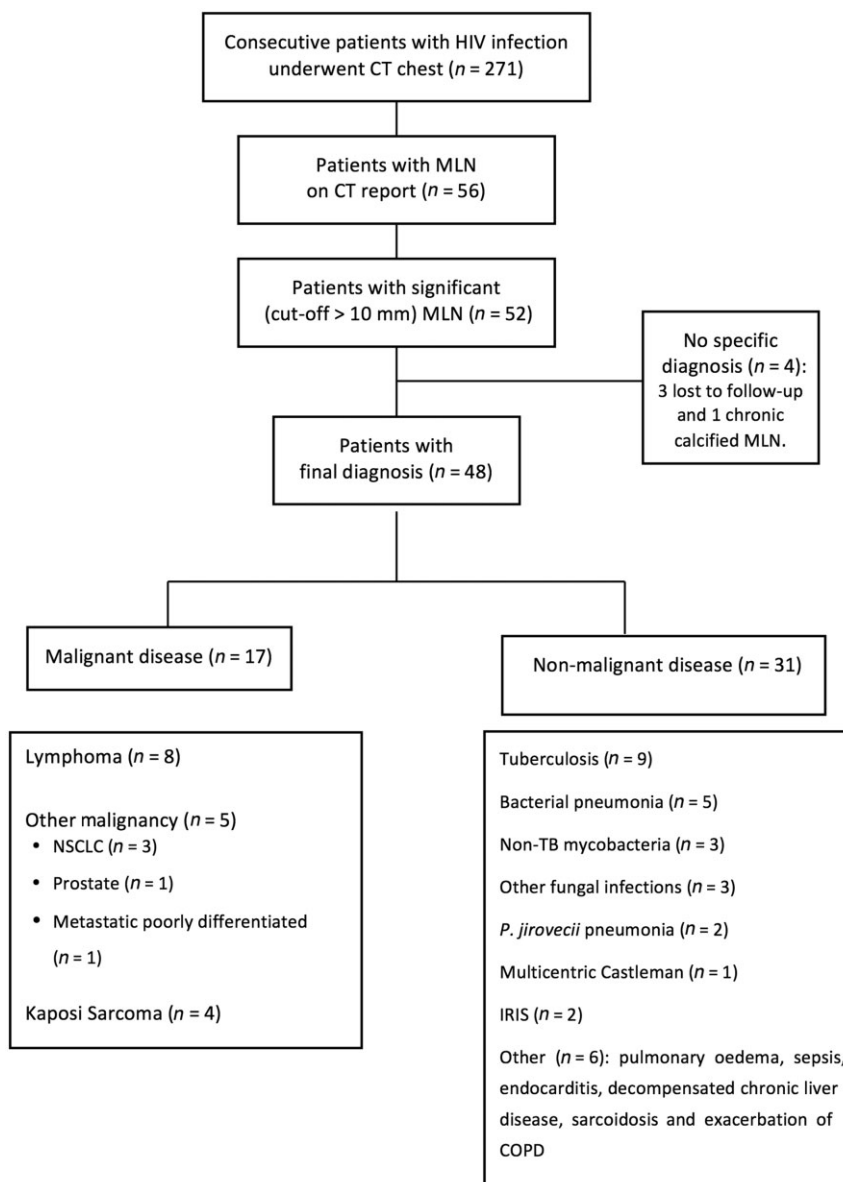 Consecutive patients with HIV infection
underwent CT chest (n = 271)
Patients with MLN
on CT report (n = 56)
Patients with significant
(cut-off > 10 mm) MLN (n = 52)
No specific
diagnosis (n = 4):
3 lost to follow-up
and 1 chronic
calcified MLN.
Patients with
final diagnosis (n = 48)
Malignant disease (n = 17)
Non-malignant disease (n = 31)
Lymphoma (n = 8)
Other malignancy (n = 5)
• NSCLC (n = 3)
• Prostate (n = 1)
• Metastatic poorly differentiated
(n = 1)
Kaposi Sarcoma (n = 4)
Tuberculosis (n = 9)
Bacterial pneumonia (n = 5)
Non-TB mycobacteria (n = 3)
Other fungal infections (n = 3)
P. jirovecii pneumonia (n = 2)
Multicentric Castleman (n = 1)
IRIS (n = 2)
Other (n = 6): pulmonary oedema, sepsis,
endocarditis, decompensated chronic liver
disease, sarcoidosis and exacerbation of
COPD